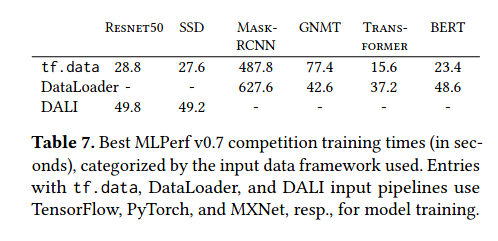 RESNET50 SSD MASK- GNMT TRANS- BERT
RCNN FORMER
tf.data 28.8 27.6 487.8 77.4 15.6 23.4
DataLoader - - 627.6 42.6 37.2 48.6
DALI 49.8 49.2 - - - -
Table 7. Best MLPerf v0.7 competition training times (in sec-
onds), categorized by the input data framework used. Entries
with tf.data, DataLoader, and DALI input pipelines use
TensorFlow, PyTorch, and MXNet, resp., for model training.